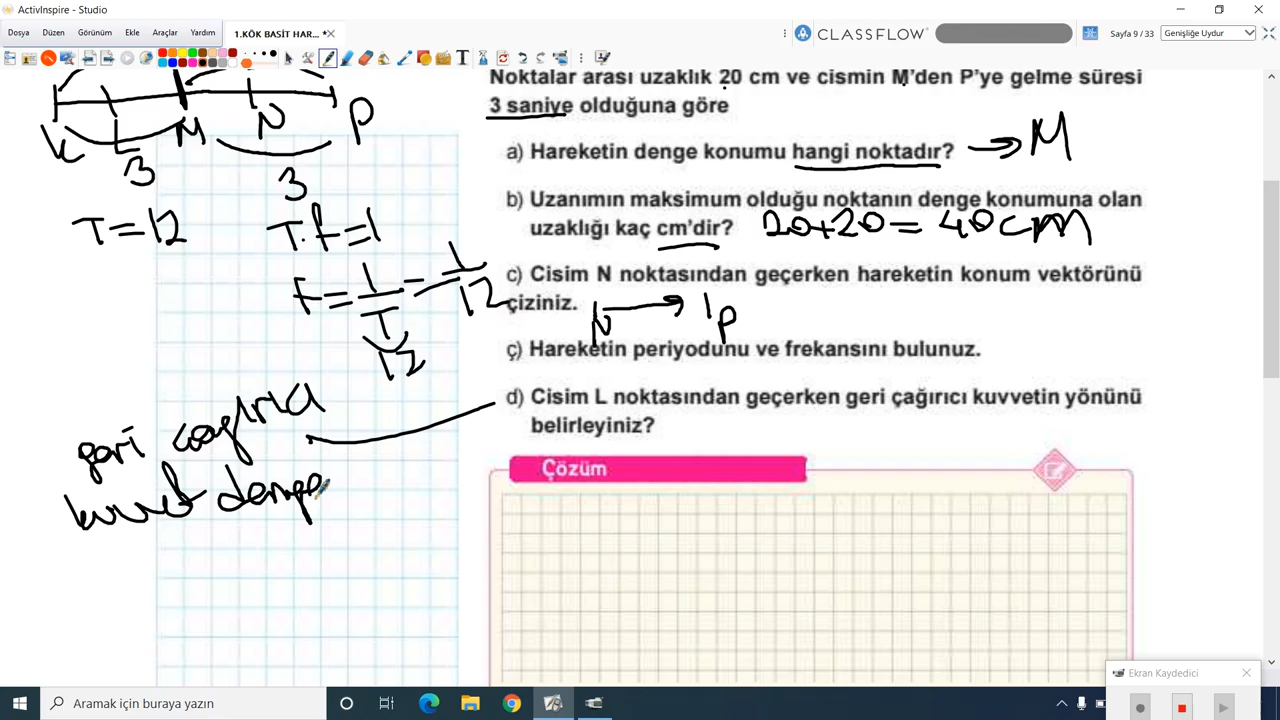 ActivInspire - Studio
Dosya Düzen Görünüm Ekle Araçlar Yardım
1.KÖK BASİT HAR... *
CLASSFLOW
Sayfa 9 / 33
Genişliğe Uydur
Noktalar arası uzaklık 20 cm ve cismin M'den P'ye gelme süresi
3 saniye olduğuna göre
a) Hareketin denge konumu hangi noktadır? → M
b) Uzanımın maksimum olduğu noktanın denge konumuna olan
uzaklığı kaç cm'dir? 20+20 = 40 cm
c) Cisim N noktasından geçerken hareketin konum vektörünü
çiziniz. N → P
ç) Hareketin periyodunu ve frekansını bulunuz.
d) Cisim L noktasından geçerken geri çağırıcı kuvvetin yönünü
belirleyiniz?
Çözüm
K L M N P
3 3
T = 12 T.f = 1
f = 1/T = 1/12
12
geri çağırıcı
kuvvet denge
Ekran Kaydedici
Aramak için buraya yazın